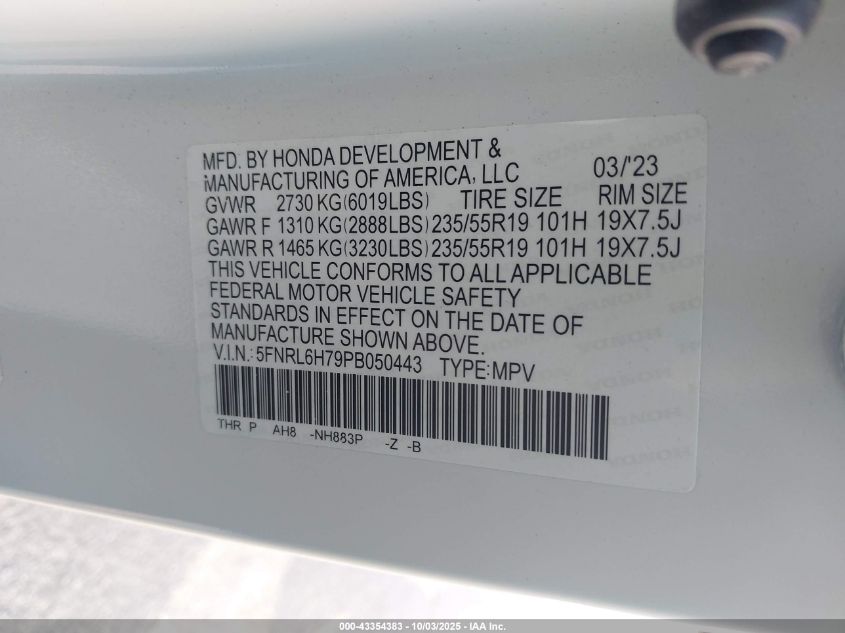 MFD. BY HONDA DEVELOPMENT &
MANUFACTURING OF AMERICA, LLC 03/'23
GVWR 2730 KG(6019LBS) TIRE SIZE RIM SIZE
GAWR F 1310 KG(2888LBS) 235/55R19 101H 19X7.5J
GAWR R 1465 KG(3230LBS) 235/55R19 101H 19X7.5J
THIS VEHICLE CONFORMS TO ALL APPLICABLE
FEDERAL MOTOR VEHICLE SAFETY
STANDARDS IN EFFECT ON THE DATE OF
MANUFACTURE SHOWN ABOVE.
V.I.N.: 5FNRL6H79PB050443 TYPE:MPV
THR P AH8 -NH883P -Z -B
000-43354383 - 10/03/2025 - IAA Inc.